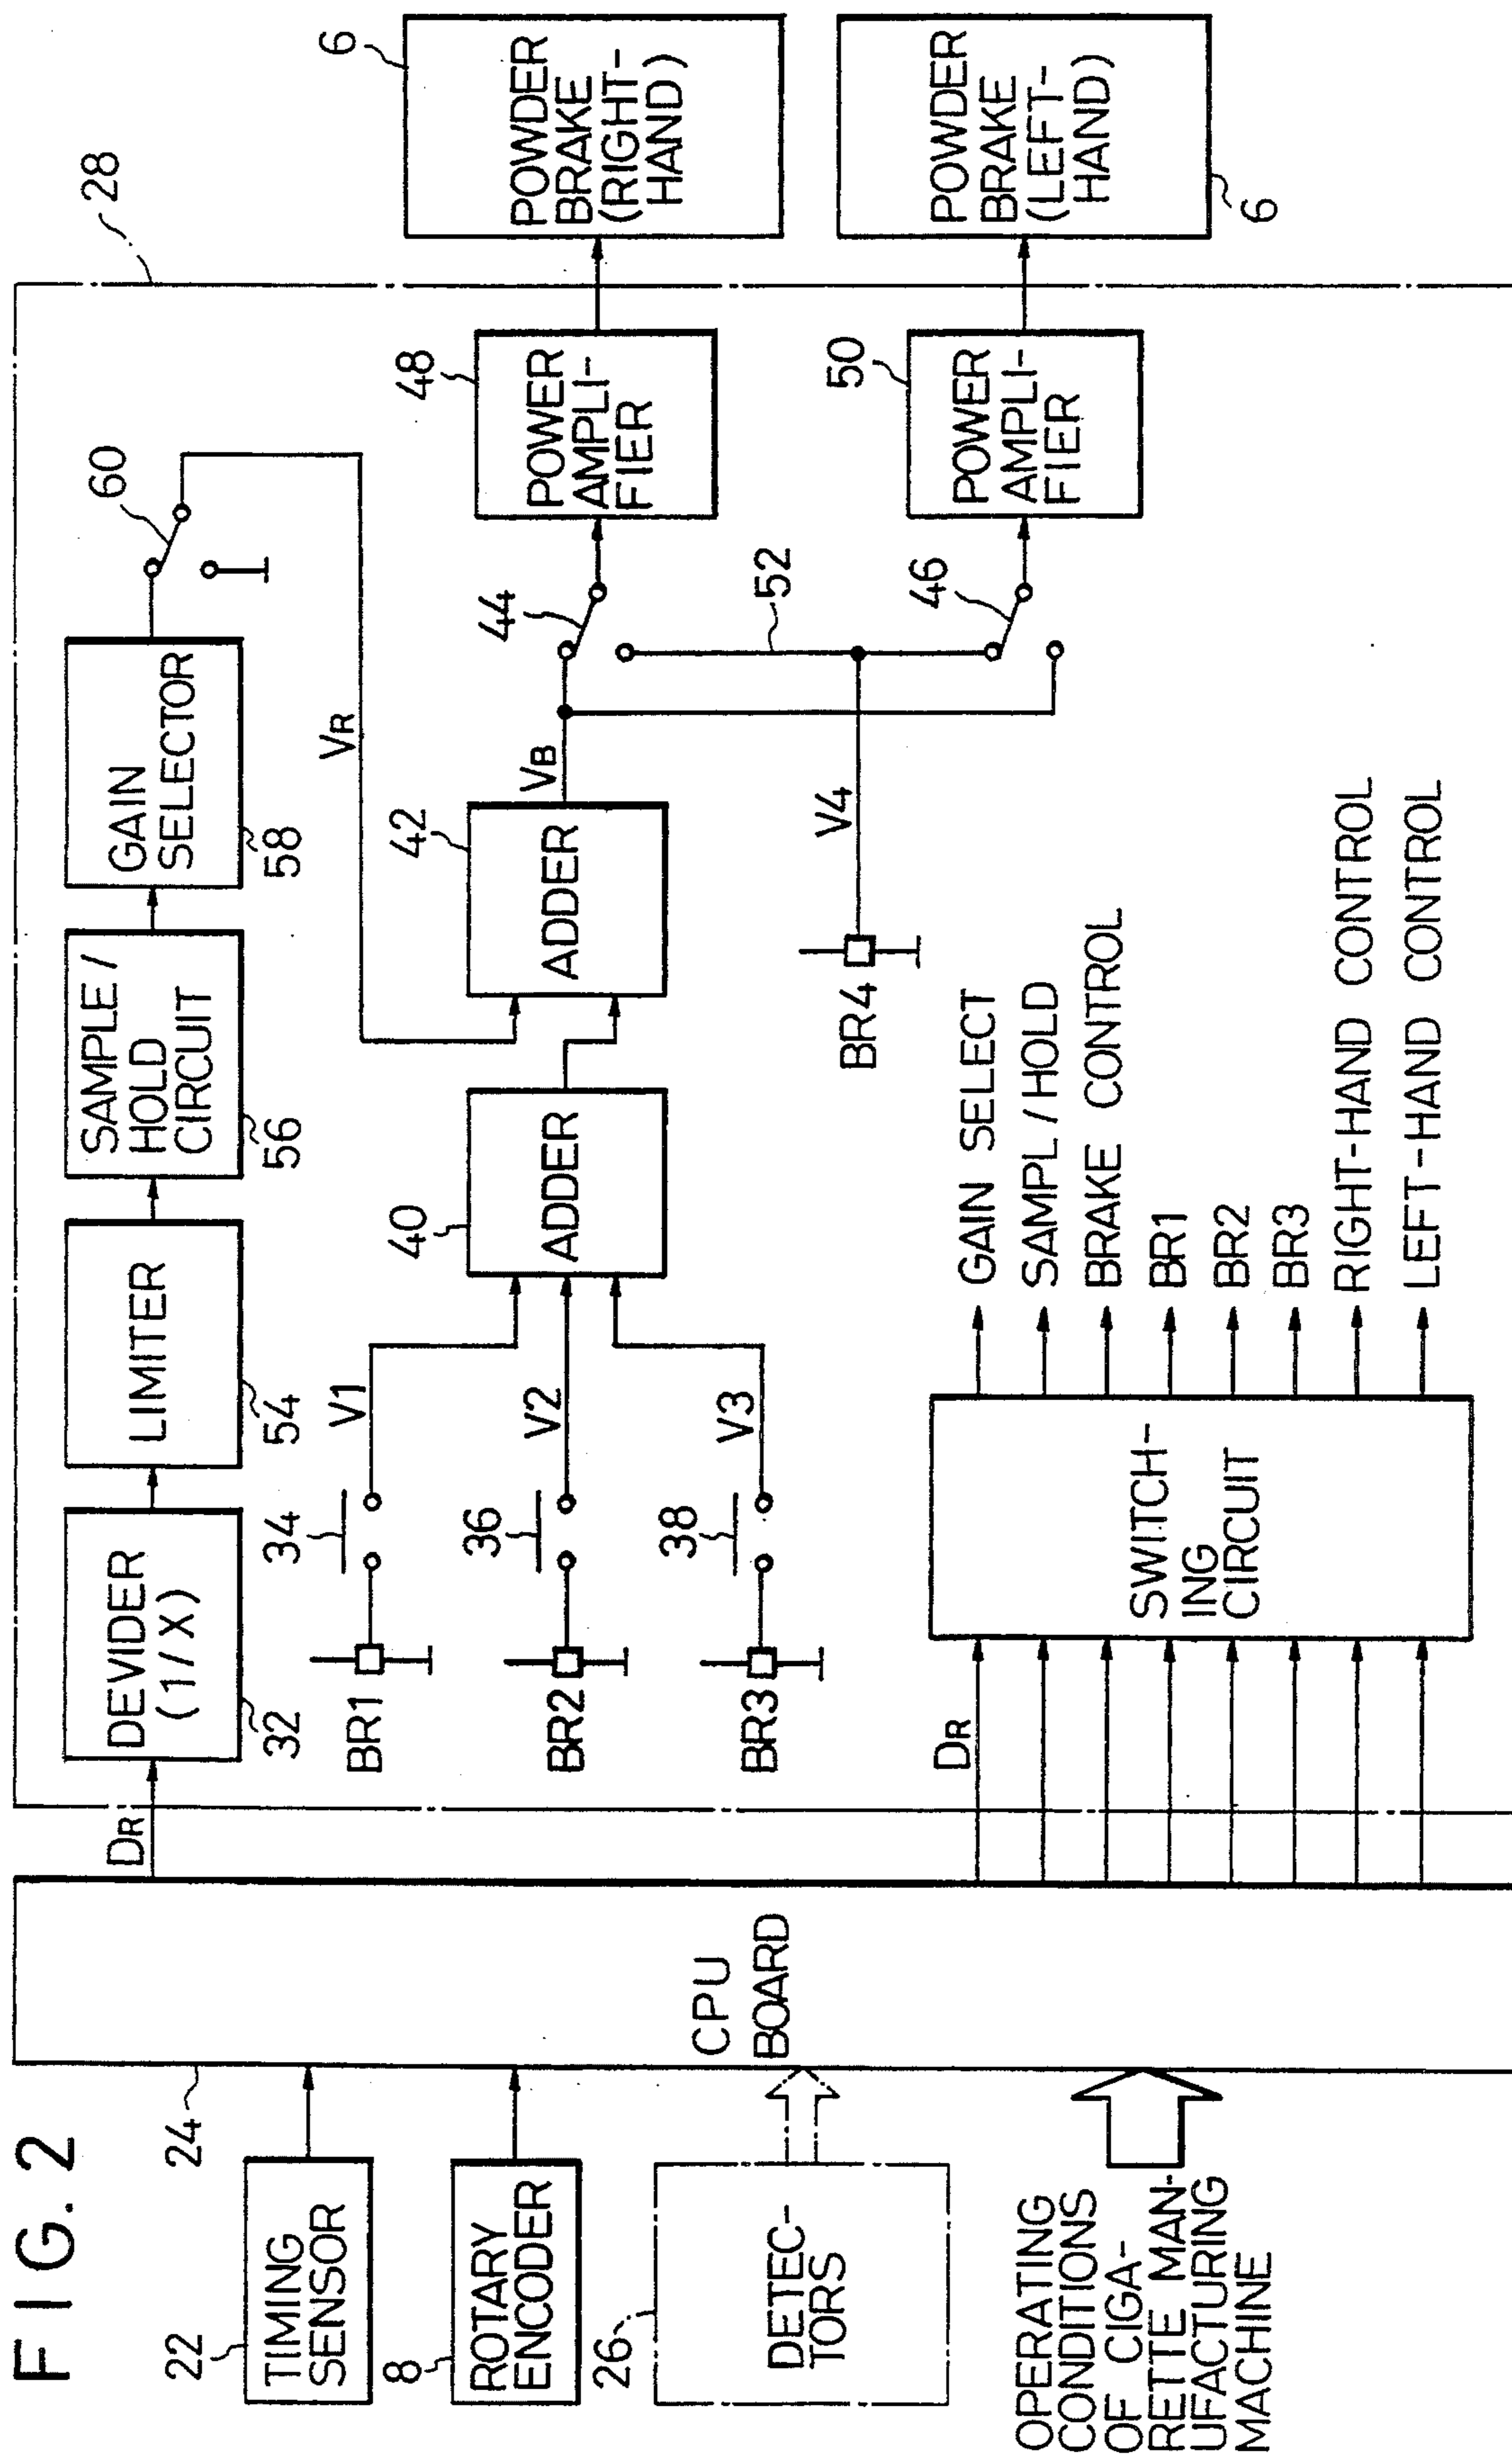 FIG. 2
22
TIMING
SENSOR
8
ROTARY
ENCODER
26
DETEC-
TORS
OPERATING
CONDITIONS
OF CIGA-
RETTE MAN-
UFACTURING
MACHINE
24
CPU
BOARD
DR
28
DEVIDER
(1/X)
32
LIMITER
54
SAMPLE/
HOLD
CIRCUIT
56
GAIN
SELECTOR
58
60
VR
BR1
34
V1
BR2
36
V2
BR3
38
V3
40
ADDER
42
ADDER
VB
BR4
V4
44
52
46
48
POWER
AMPLI-
FIER
50
POWER
AMPLI-
FIER
6
POWDER
BRAKE
(RIGHT-
HAND)
POWDER
BRAKE
(LEFT-
HAND)
6
DR
SWITCH-
ING
CIRCUIT
GAIN SELECT
SAMPL/HOLD
BRAKE CONTROL
BR1
BR2
BR3
RIGHT-HAND CONTROL
LEFT-HAND CONTROL